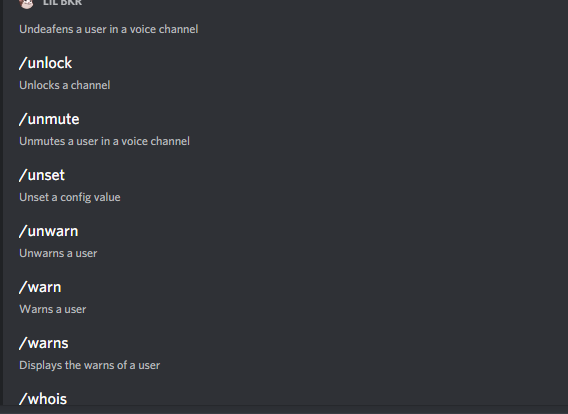 LIL BKR
Undeafens a user in a voice channel
/unlock
Unlocks a channel
/unmute
Unmutes a user in a voice channel
/unset
Unset a config value
/unwarn
Unwarns a user
/warn
Warns a user
/warns
Displays the warns of a user
/whois